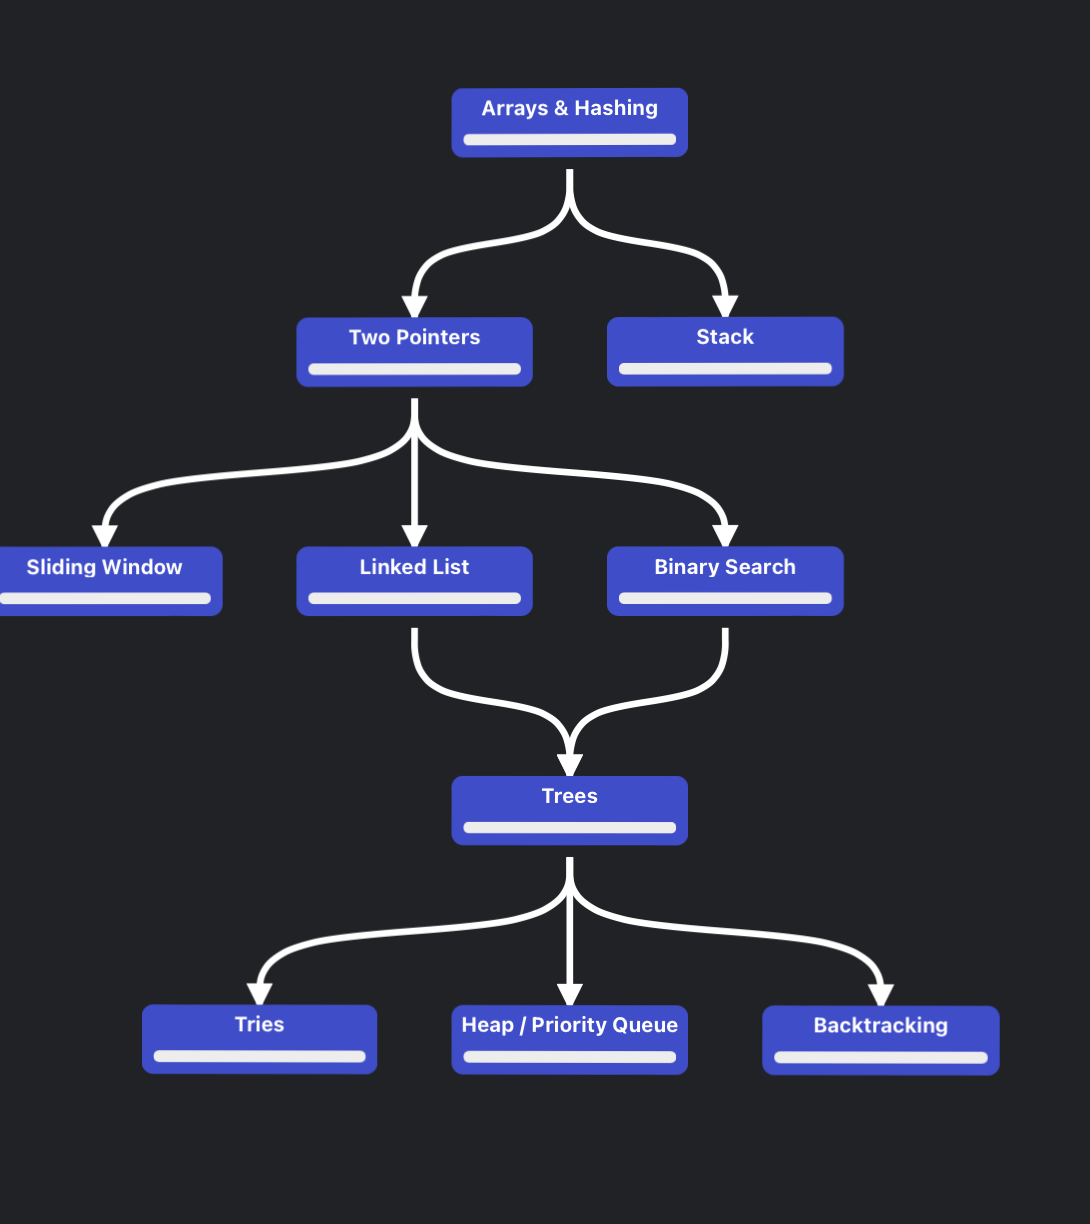 Arrays & Hashing
Two Pointers
Stack
Sliding Window
Linked List
Binary Search
Trees
Tries
Heap / Priority Queue
Backtracking